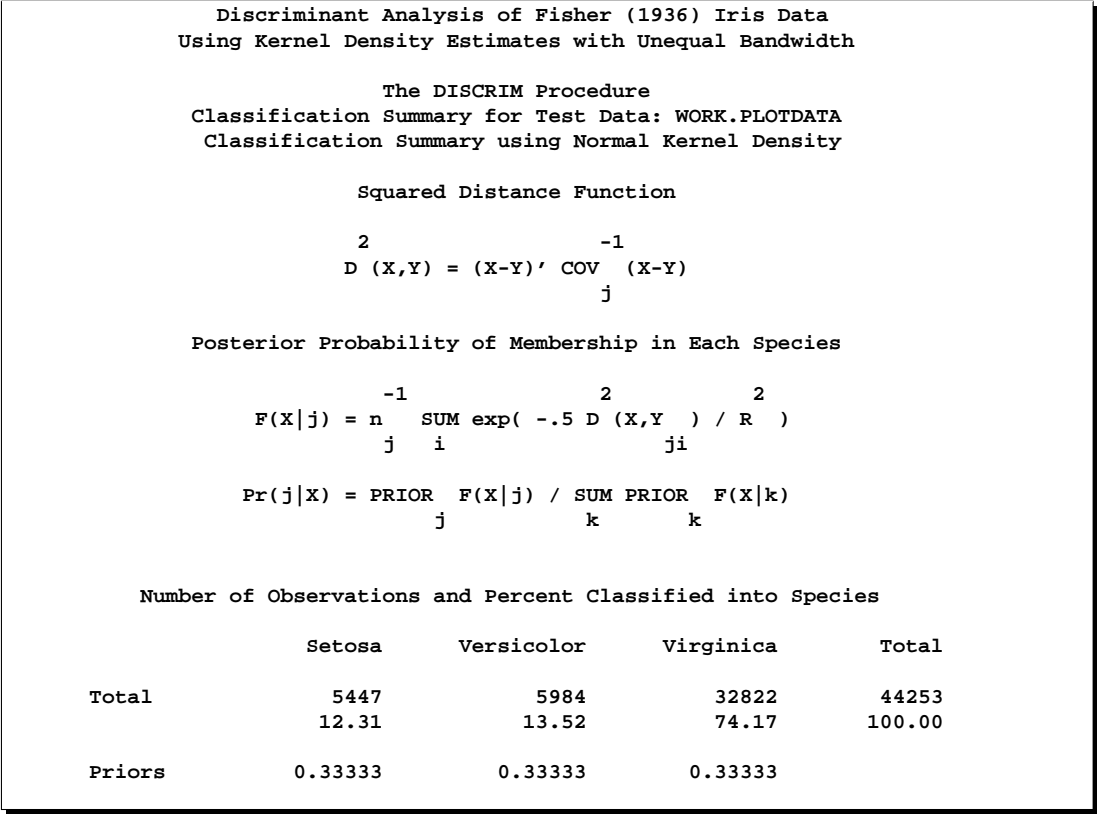 Discriminant Analysis of Fisher (1936) Iris Data
Using Kernel Density Estimates with Unequal Bandwidth
The DISCRIM Procedure
Classification Summary for Test Data: WORK.PLOTDATA
Classification Summary using Normal Kernel Density
Squared Distance Function
2 -1
D (X,Y) = (X-Y)' COV (X-Y)
j
Posterior Probability of Membership in Each Species
-1 2 2
F(X|j) = n SUM exp( -.5 D (X,Y ) / R )
j i ji
Pr(j|X) = PRIOR F(X|j) / SUM PRIOR F(X|k)
j k k
Number of Observations and Percent Classified into Species
Setosa Versicolor Virginica Total
Total 5447 5984 32822 44253
12.31 13.52 74.17 100.00
Priors 0.33333 0.33333 0.33333